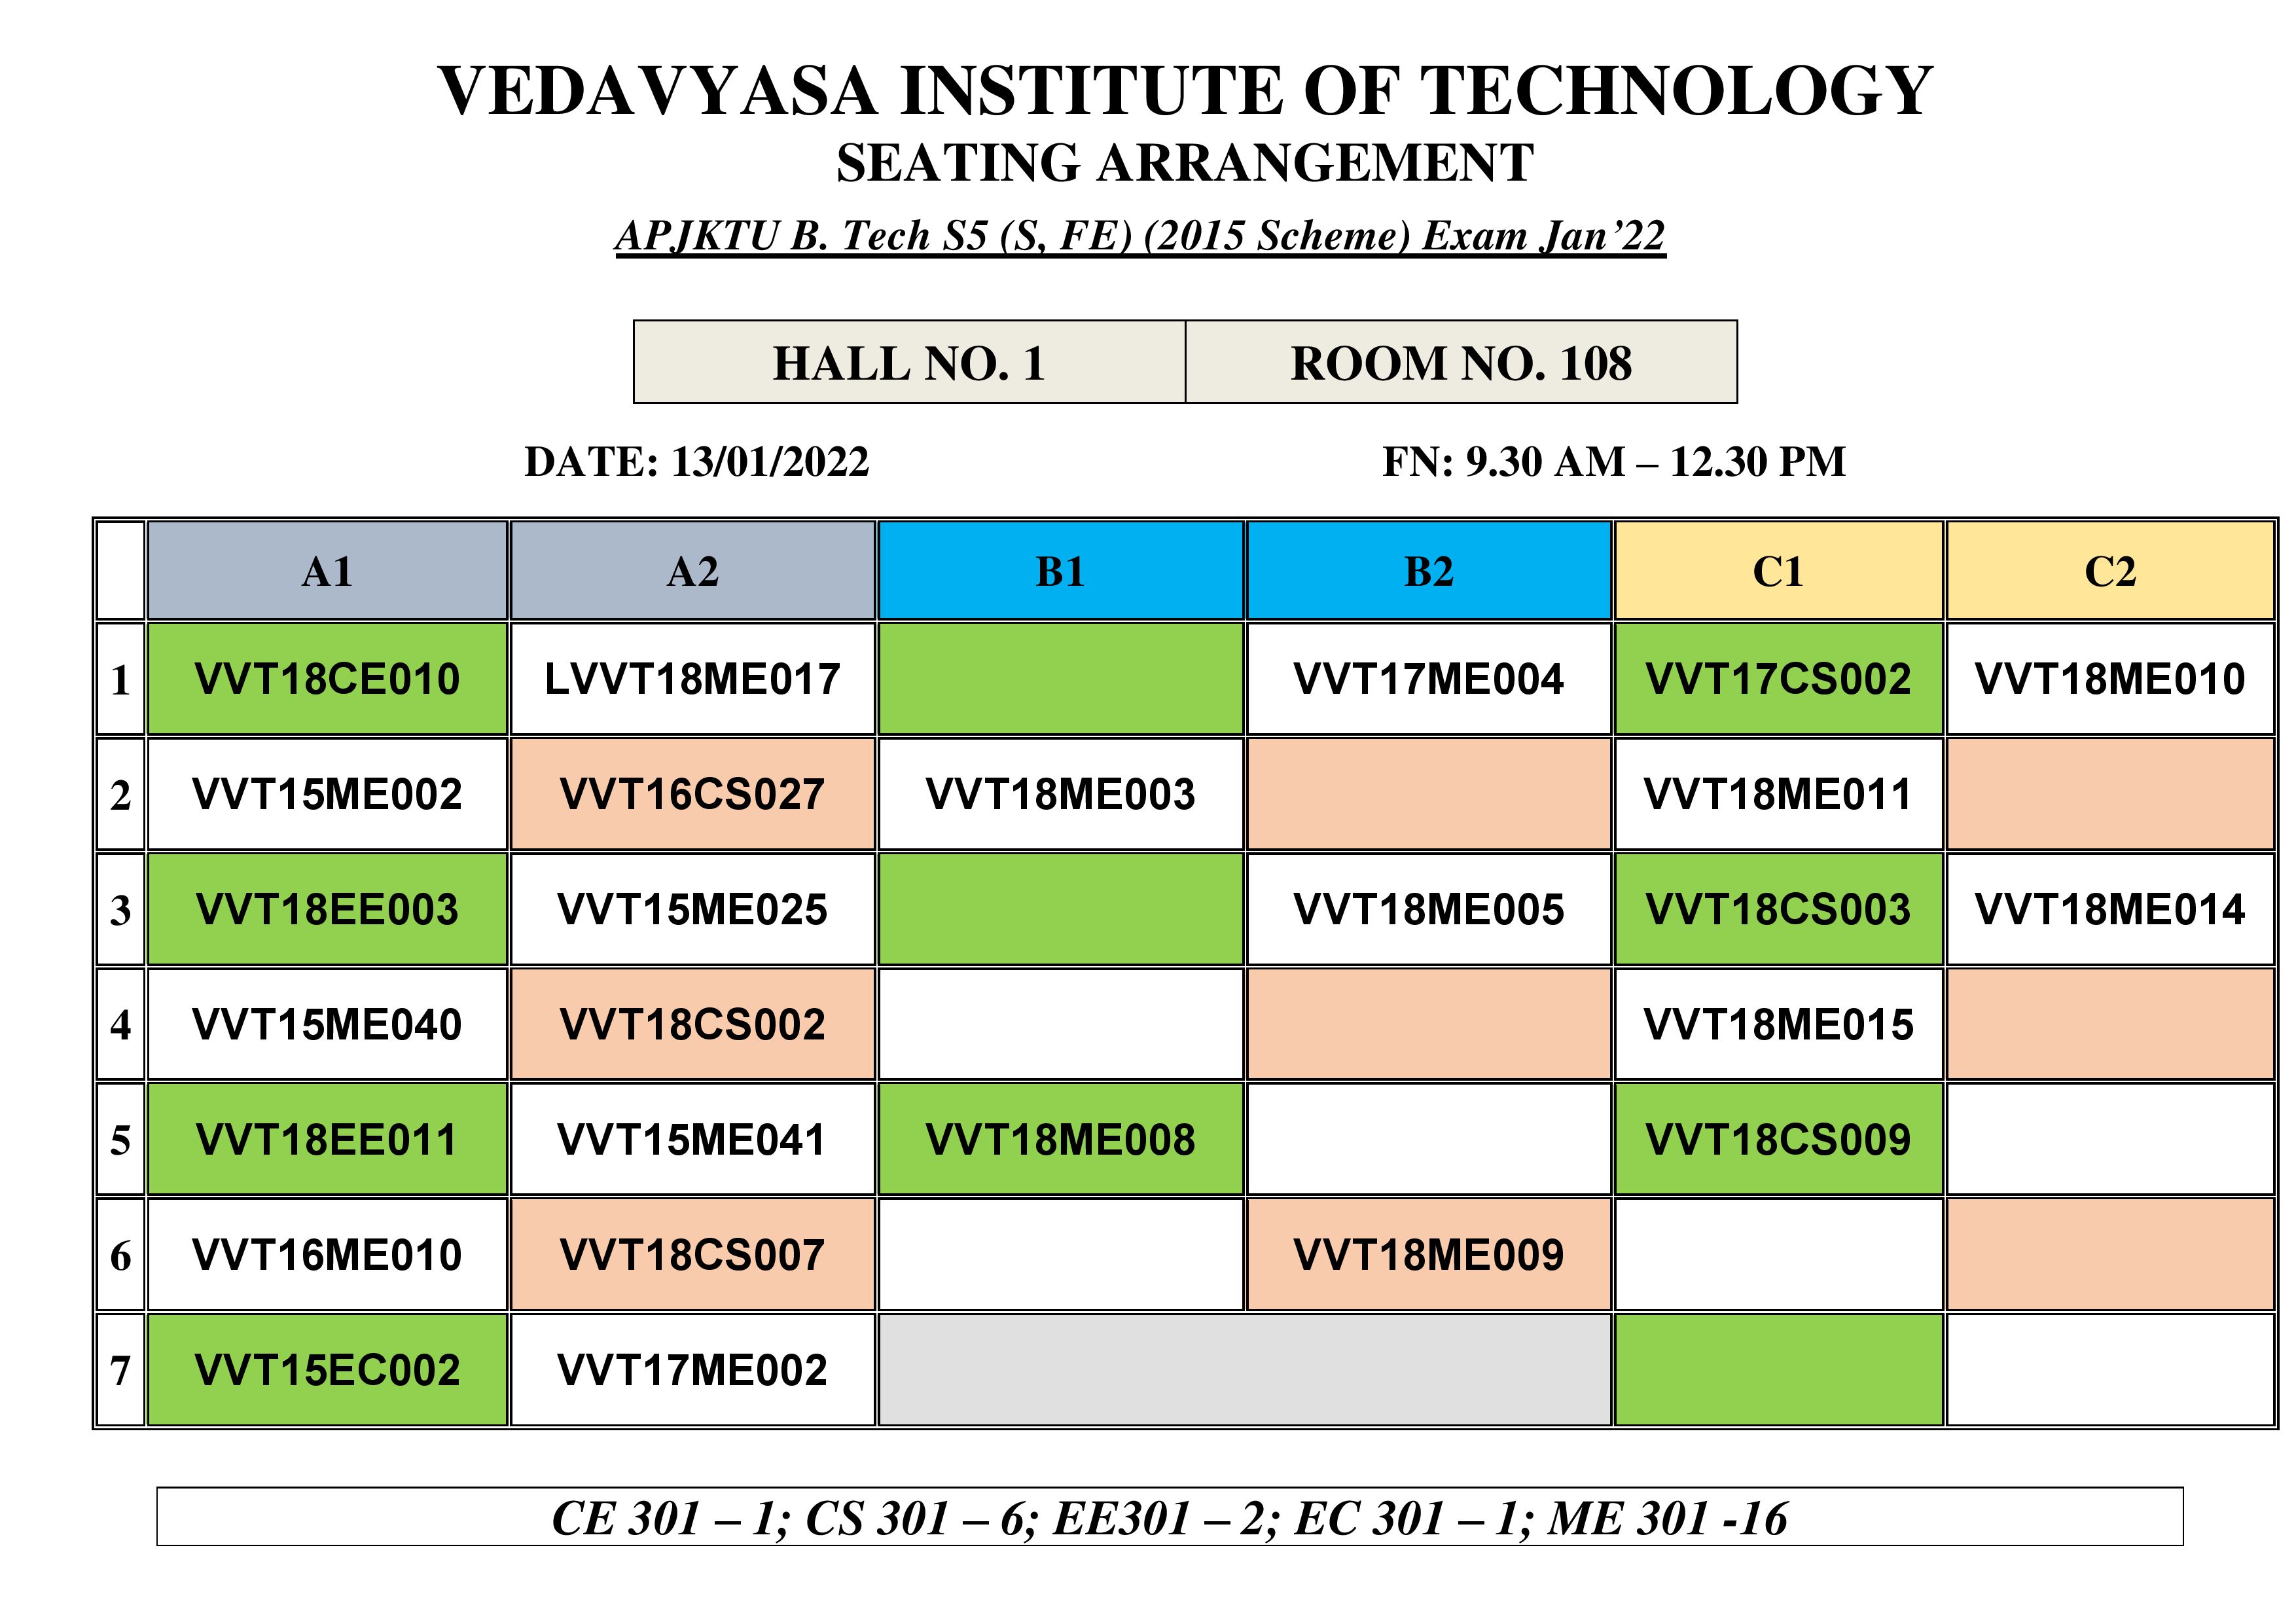 VEDAVYASA INSTITUTE OF TECHNOLOGY
SEATING ARRANGEMENT
APJKTU B. Tech S5 (S, FE) (2015 Scheme) Exam Jan’22
HALL NO. 1 ROOM NO. 108
DATE: 13/01/2022 FN: 9.30 AM – 12.30 PM
A1 A2 B1 B2 C1 C2
1 VVT18CE010 LVVT18ME017 VVT17ME004 VVT17CS002 VVT18ME010
2 VVT15ME002 VVT16CS027 VVT18ME003 VVT18ME011
3 VVT18EE003 VVT15ME025 VVT18ME005 VVT18CS003 VVT18ME014
4 VVT15ME040 VVT18CS002 VVT18ME015
5 VVT18EE011 VVT15ME041 VVT18ME008 VVT18CS009
6 VVT16ME010 VVT18CS007 VVT18ME009
7 VVT15EC002 VVT17ME002
CE 301 – 1; CS 301 – 6; EE301 – 2; EC 301 – 1; ME 301 -16